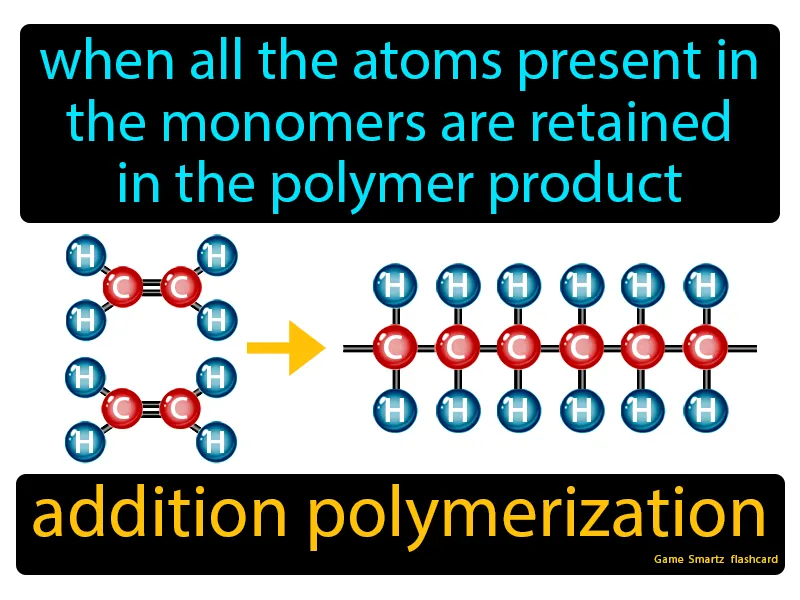 when all the atoms present in
the monomers are retained
in the polymer product
H H
C C
H H
H H H H H H
C C C C C C
H H H H H H
H H
C C
H H
addition polymerization
Game Smartz flashcard